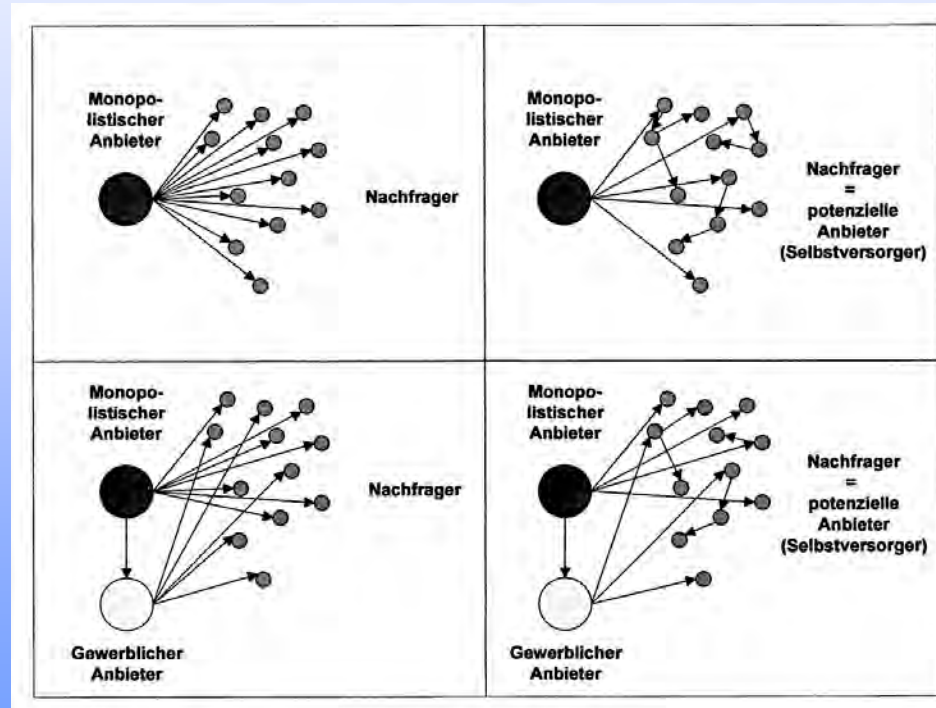 Monopo-
listischer
Anbieter
Nachfrager
Monopo-
listischer
Anbieter
Nachfrager
=
potenzielle
Anbieter
(Selbstversorger)
Monopo-
listischer
Anbieter
Nachfrager
Gewerblicher
Anbieter
Monopo-
listischer
Anbieter
Nachfrager
=
potenzielle
Anbieter
(Selbstversorger)
Gewerblicher
Anbieter